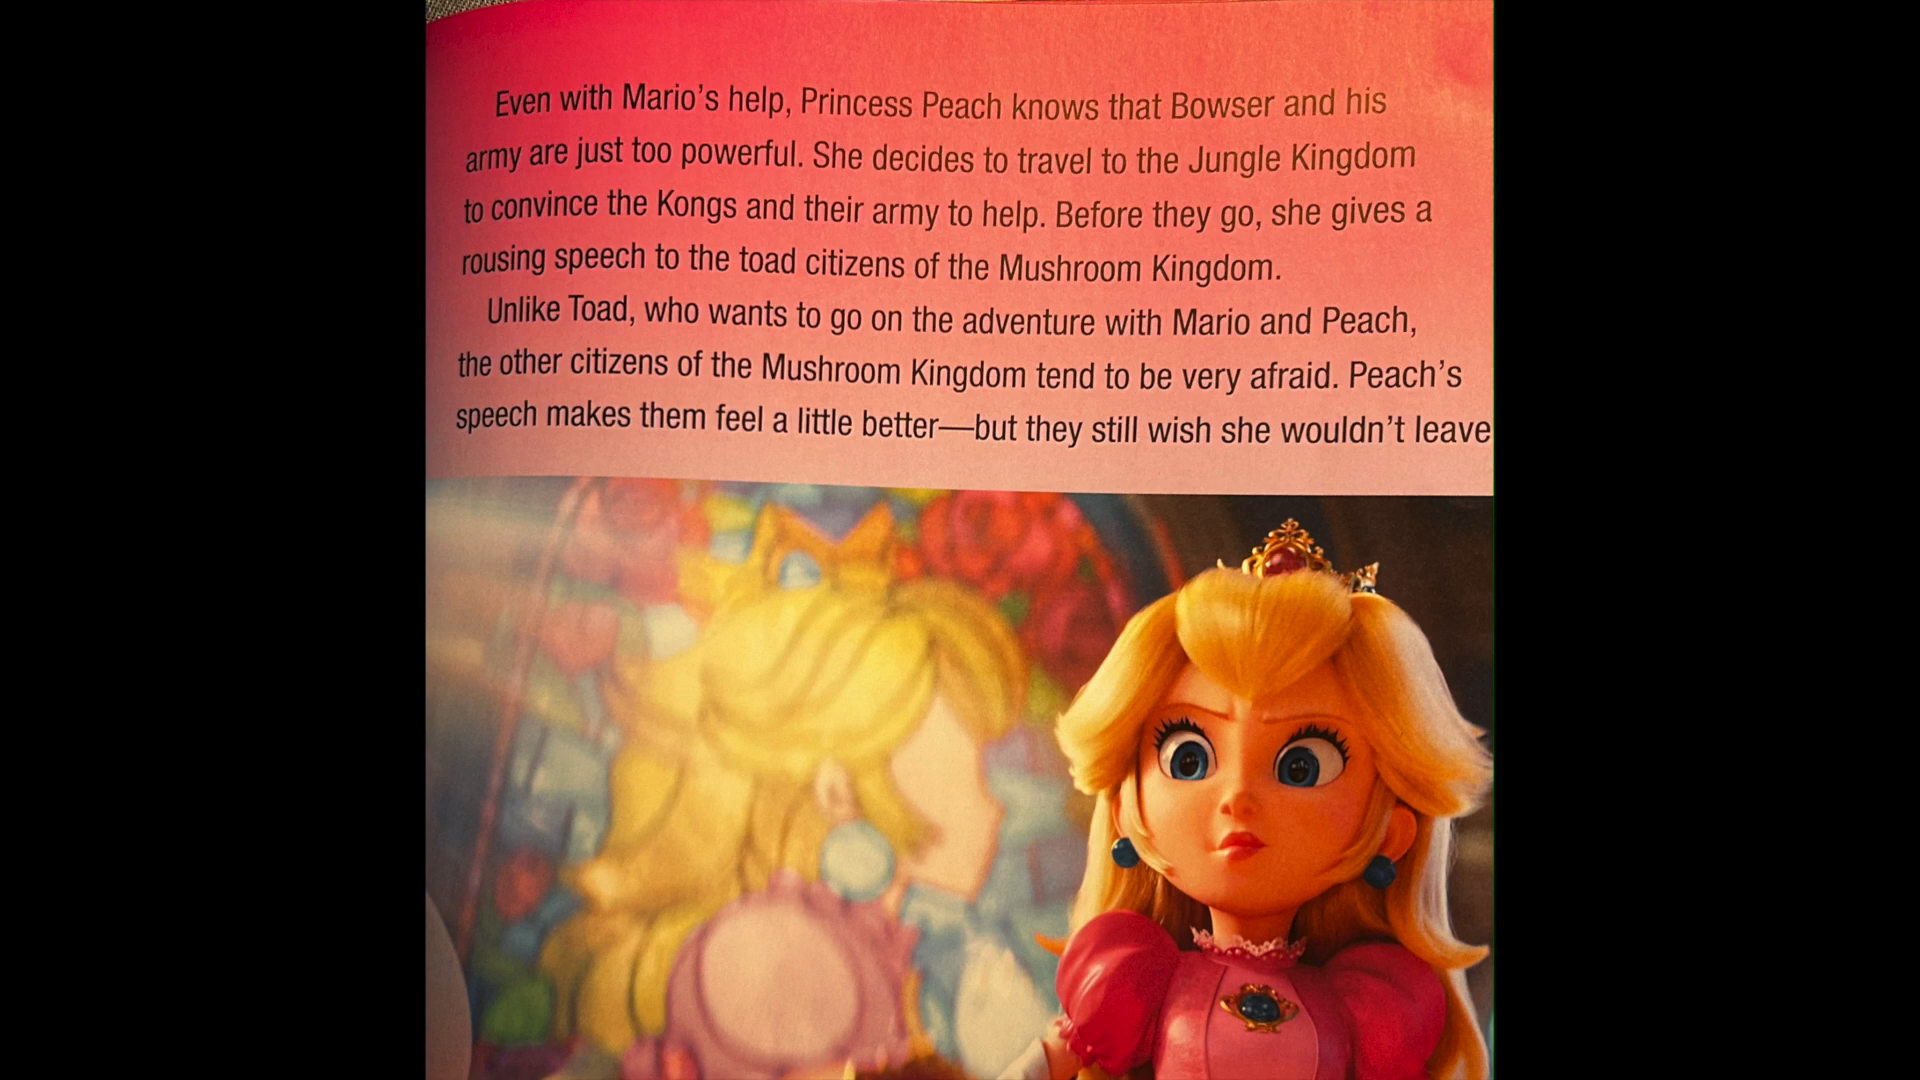 Even with Mario's help, Princess Peach knows that Bowser and his
army are just too powerful. She decides to travel to the Jungle Kingdom
to convince the Kongs and their army to help. Before they go, she gives a
rousing speech to the toad citizens of the Mushroom Kingdom.
Unlike Toad, who wants to go on the adventure with Mario and Peach,
the other citizens of the Mushroom Kingdom tend to be very afraid. Peach's
speech makes them feel a little better—but they still wish she wouldn't leave